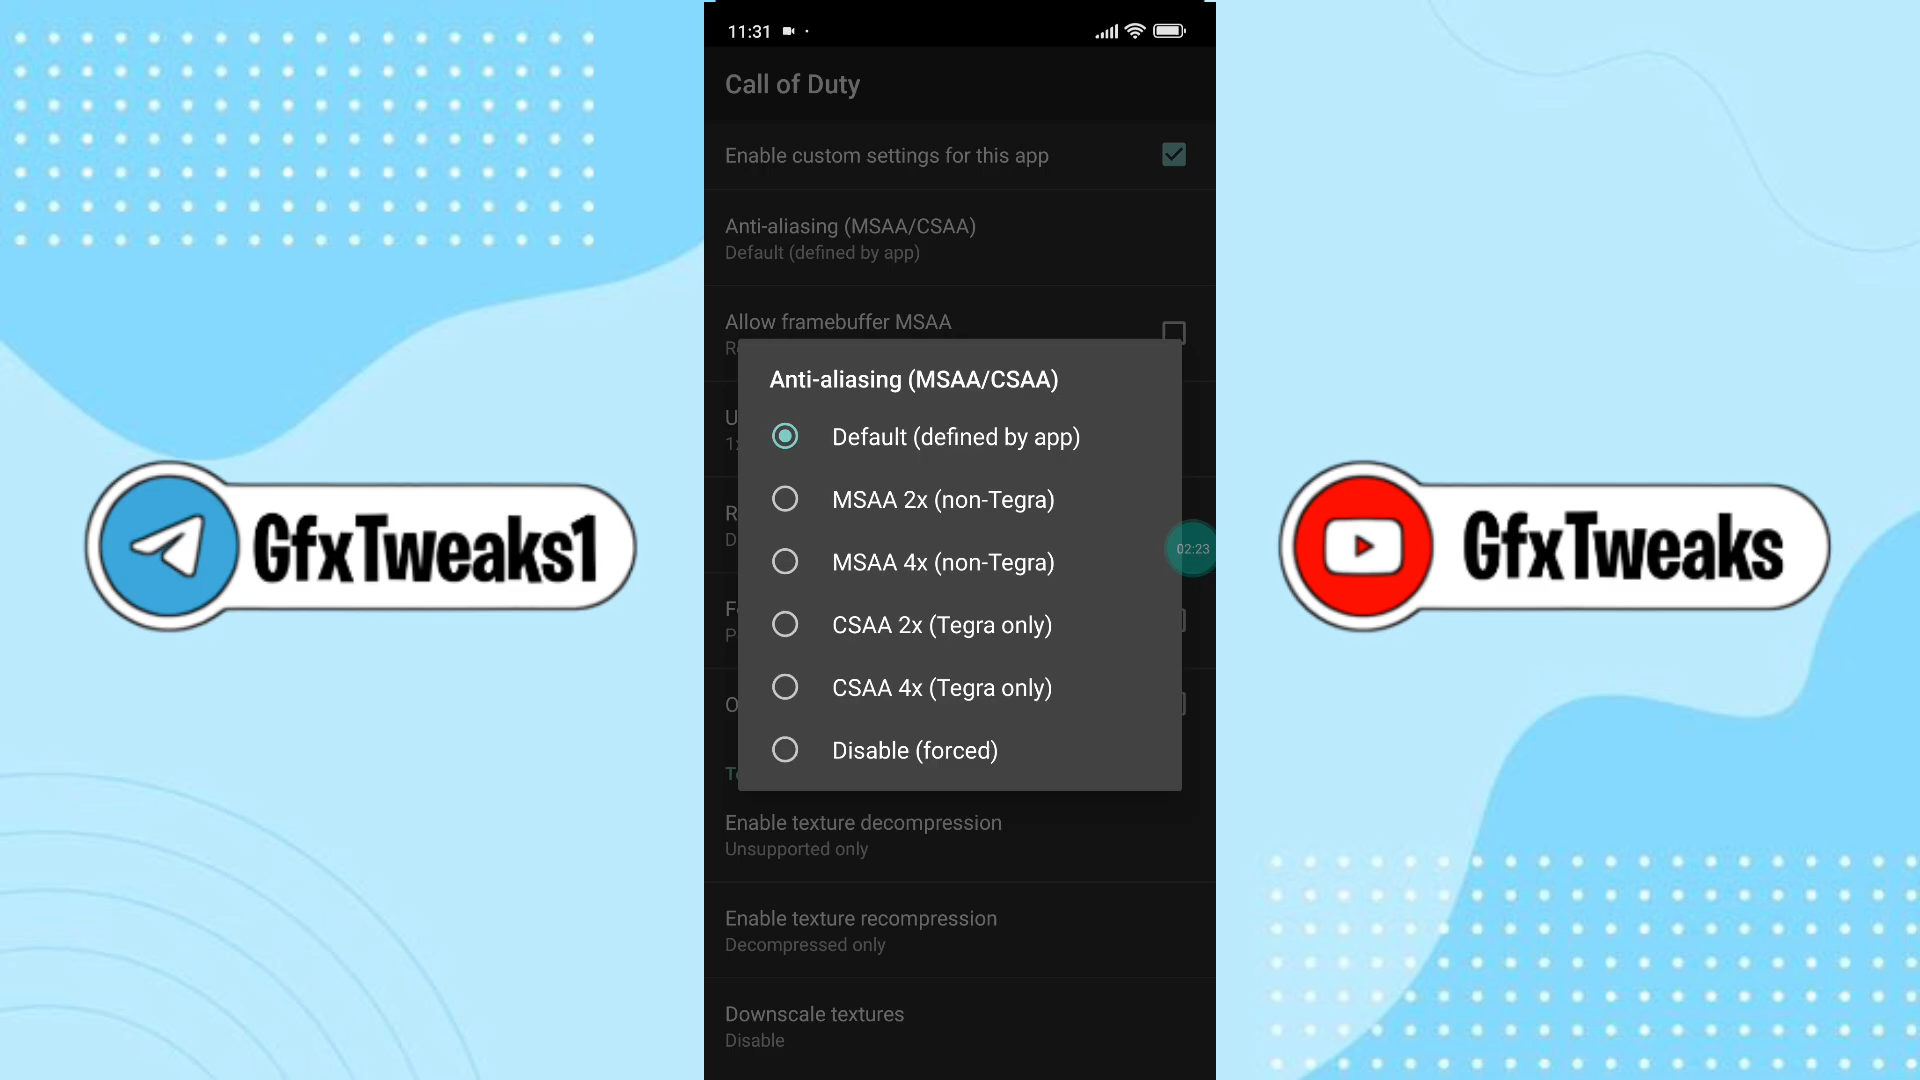 11:31
Call of Duty
Enable custom settings for this app
Anti-aliasing (MSAA/CSAA)
Default (defined by app)
Allow framebuffer MSAA
Anti-aliasing (MSAA/CSAA)
Default (defined by app)
MSAA 2x (non-Tegra)
MSAA 4x (non-Tegra)
CSAA 2x (Tegra only)
CSAA 4x (Tegra only)
Disable (forced)
Enable texture decompression
Unsupported only
Enable texture recompression
Decompressed only
Downscale textures
Disable
02:23
GfxTweaks1
GfxTweaks